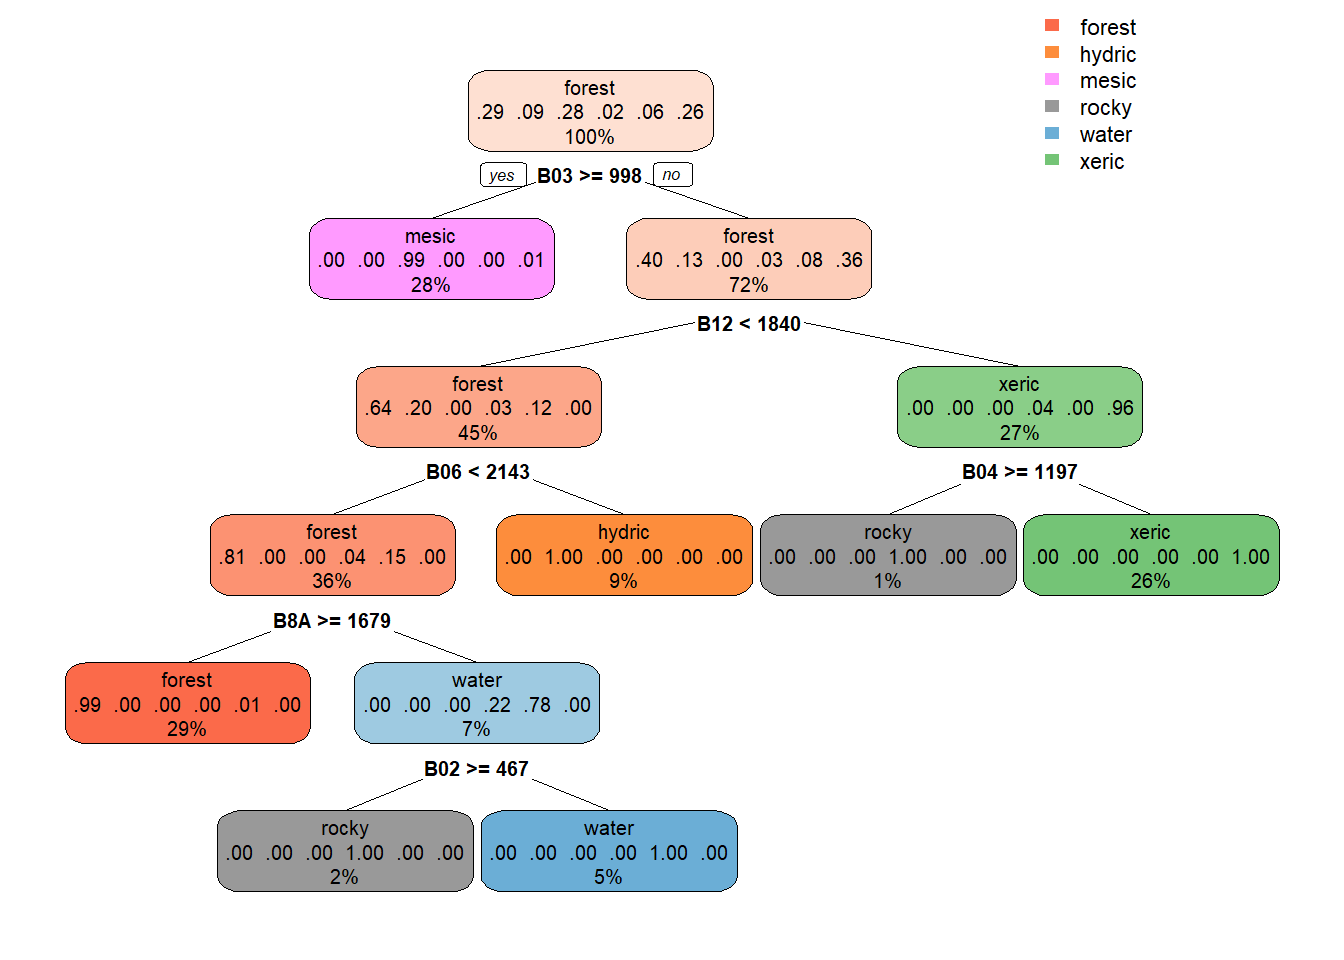 forest
hydric
mesic
rocky
water
xeric
forest
.29 .09 .28 .02 .06 .26
100%
yes B03 >= 998 no
mesic
.00 .00 .99 .00 .00 .01
28%
forest
.40 .13 .00 .03 .08 .36
72%
B12 < 1840
forest
.64 .20 .00 .03 .12 .00
45%
xeric
.00 .00 .00 .04 .00 .96
27%
B06 < 2143
B04 >= 1197
forest
.81 .00 .00 .04 .15 .00
36%
hydric
.00 1.00 .00 .00 .00 .00
9%
rocky
.00 .00 .00 1.00 .00 .00
1%
xeric
.00 .00 .00 .00 .00 1.00
26%
B8A >= 1679
forest
.99 .00 .00 .00 .01 .00
29%
water
.00 .00 .00 .22 .78 .00
7%
B02 >= 467
rocky
.00 .00 .00 1.00 .00 .00
2%
water
.00 .00 .00 .00 1.00 .00
5%